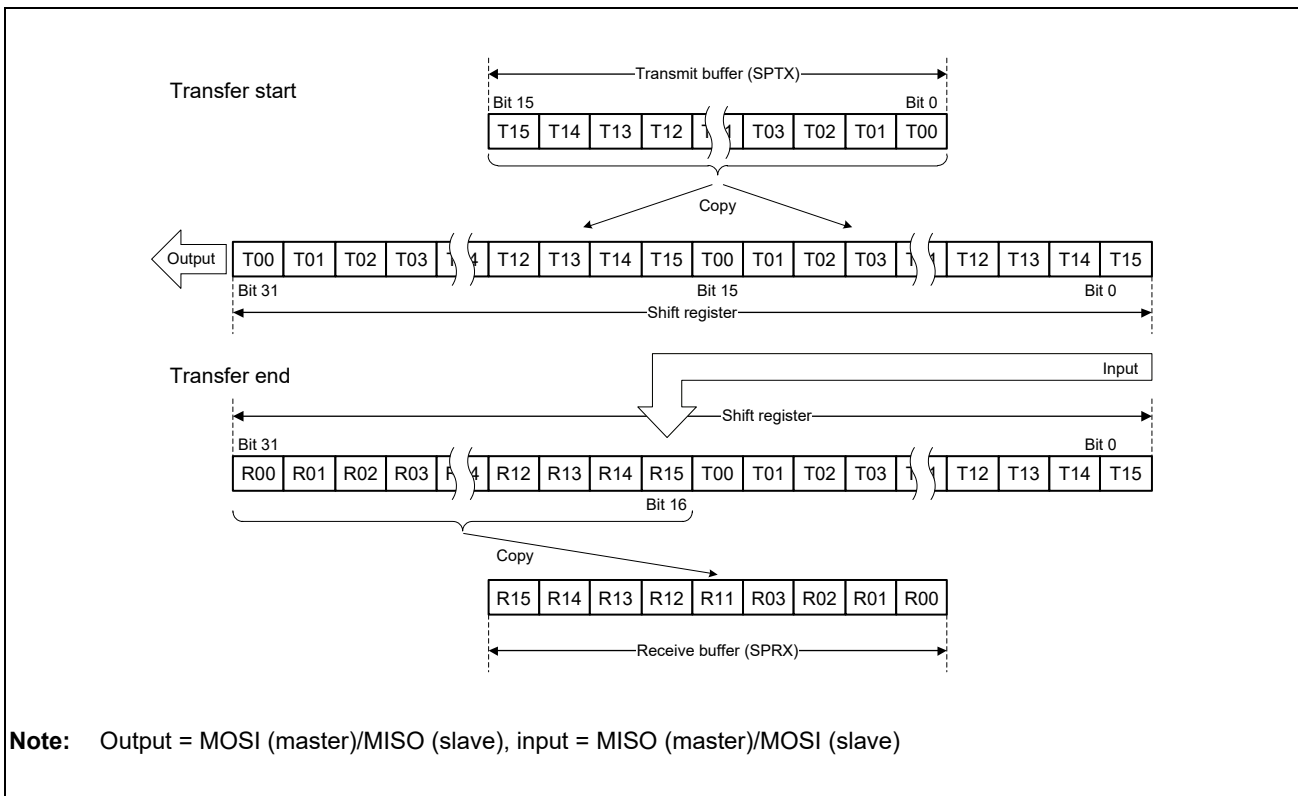 Transmit buffer (SPTX)
Transfer start
Bit 15 Bit 0
T15 T14 T13 T12 T03 T02 T01 T00
Copy
Output T00 T01 T02 T03 T12 T13 T14 T15 T00 T01 T02 T03 T12 T13 T14 T15
Bit 31 Bit 15 Bit 0
Shift register
Transfer end
Input
Shift register
Bit 31 Bit 0
R00 R01 R02 R03 R12 R13 R14 R15 T00 T01 T02 T03 T12 T13 T14 T15
Bit 16
Copy
R15 R14 R13 R12 R11 R03 R02 R01 R00
Receive buffer (SPRX)
Note: Output = MOSI (master)/MISO (slave), input = MISO (master)/MOSI (slave)